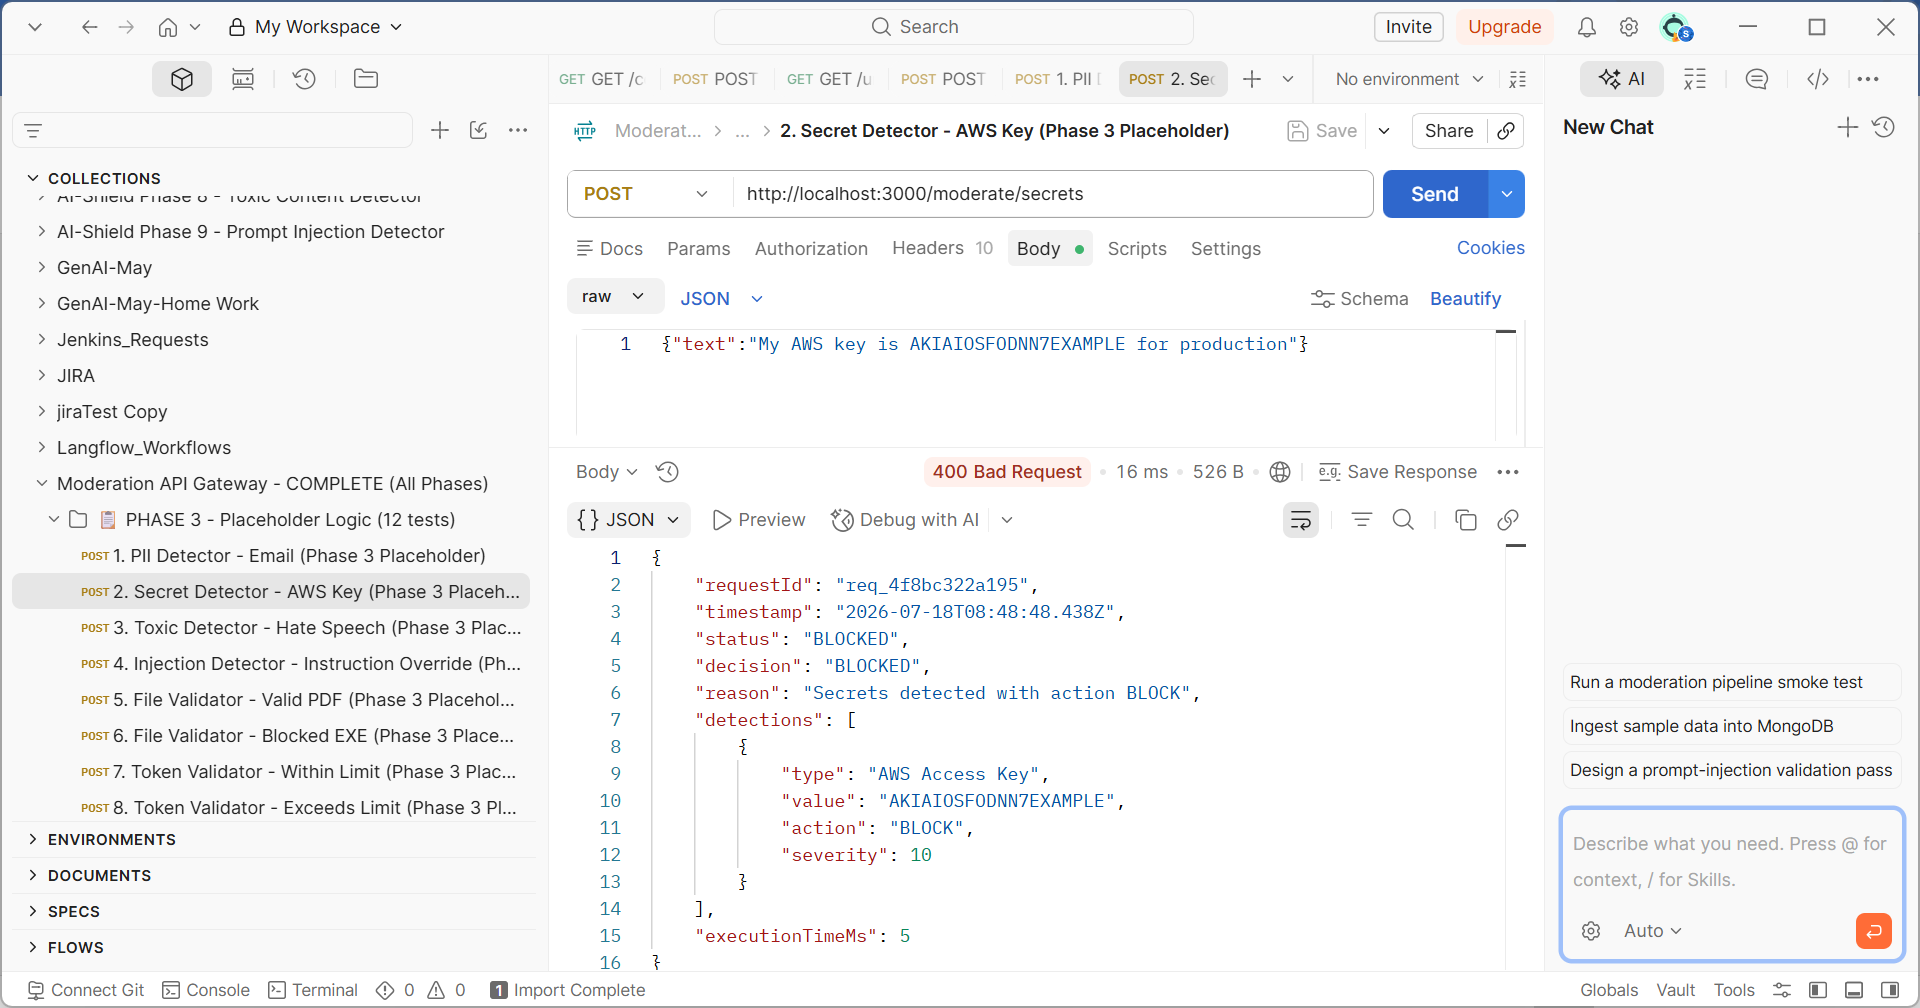 My Workspace
Search
Invite
Upgrade
S
GET GET /c
POST POST
GET GET /u
POST POST
POST 1. PII
POST 2. Sec
No environment
AI
HTTP
Moderat... > ... > 2. Secret Detector - AWS Key (Phase 3 Placeholder)
Save
Share
New Chat
COLLECTIONS
AI-Shield Phase 8 - Toxic Content Detector
AI-Shield Phase 9 - Prompt Injection Detector
GenAI-May
GenAI-May-Home Work
Jenkins_Requests
JIRA
jiraTest Copy
Langflow_Workflows
Moderation API Gateway - COMPLETE (All Phases)
PHASE 3 - Placeholder Logic (12 tests)
POST 1. PII Detector - Email (Phase 3 Placeholder)
POST 2. Secret Detector - AWS Key (Phase 3 Placeh...
POST 3. Toxic Detector - Hate Speech (Phase 3 Plac...
POST 4. Injection Detector - Instruction Override (Ph...
POST 5. File Validator - Valid PDF (Phase 3 Placehol...
POST 6. File Validator - Blocked EXE (Phase 3 Place...
POST 7. Token Validator - Within Limit (Phase 3 Plac...
POST 8. Token Validator - Exceeds Limit (Phase 3 Pl...
ENVIRONMENTS
DOCUMENTS
SPECS
FLOWS
POST
http://localhost:3000/moderate/secrets
Send
Docs
Params
Authorization
Headers 10
Body
Scripts
Settings
Cookies
raw
JSON
Schema
Beautify
1 {"text":"My AWS key is AKIAIOSFODNN7EXAMPLE for production"}
Body
400 Bad Request
16 ms
526 B
e.g. Save Response
{} JSON
Preview
Debug with AI
1 {
2 "requestId": "req_4f8bc322a195",
3 "timestamp": "2026-07-18T08:48:48.438Z",
4 "status": "BLOCKED",
5 "decision": "BLOCKED",
6 "reason": "Secrets detected with action BLOCK",
7 "detections": [
8 {
9 "type": "AWS Access Key",
10 "value": "AKIAIOSFODNN7EXAMPLE",
11 "action": "BLOCK",
12 "severity": 10
13 }
14 ],
15 "executionTimeMs": 5
16 }
Run a moderation pipeline smoke test
Ingest sample data into MongoDB
Design a prompt-injection validation pass
Describe what you need. Press @ for
context, / for Skills.
Auto
Connect Git
Console
Terminal
0
0
1 Import Complete
Globals
Vault
Tools